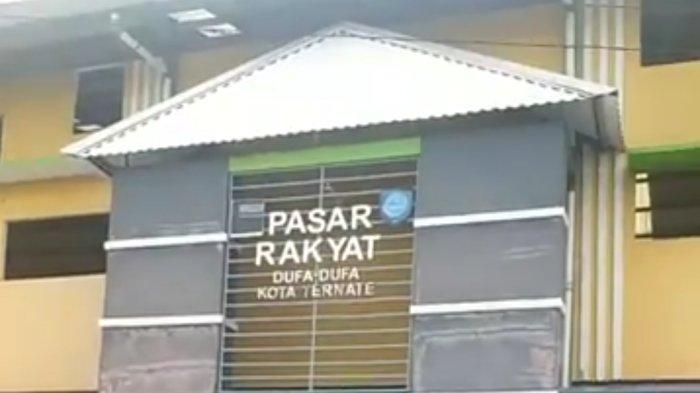 PASAR
RAKYAT
DUFA-DUFA
KOTA TERNATE